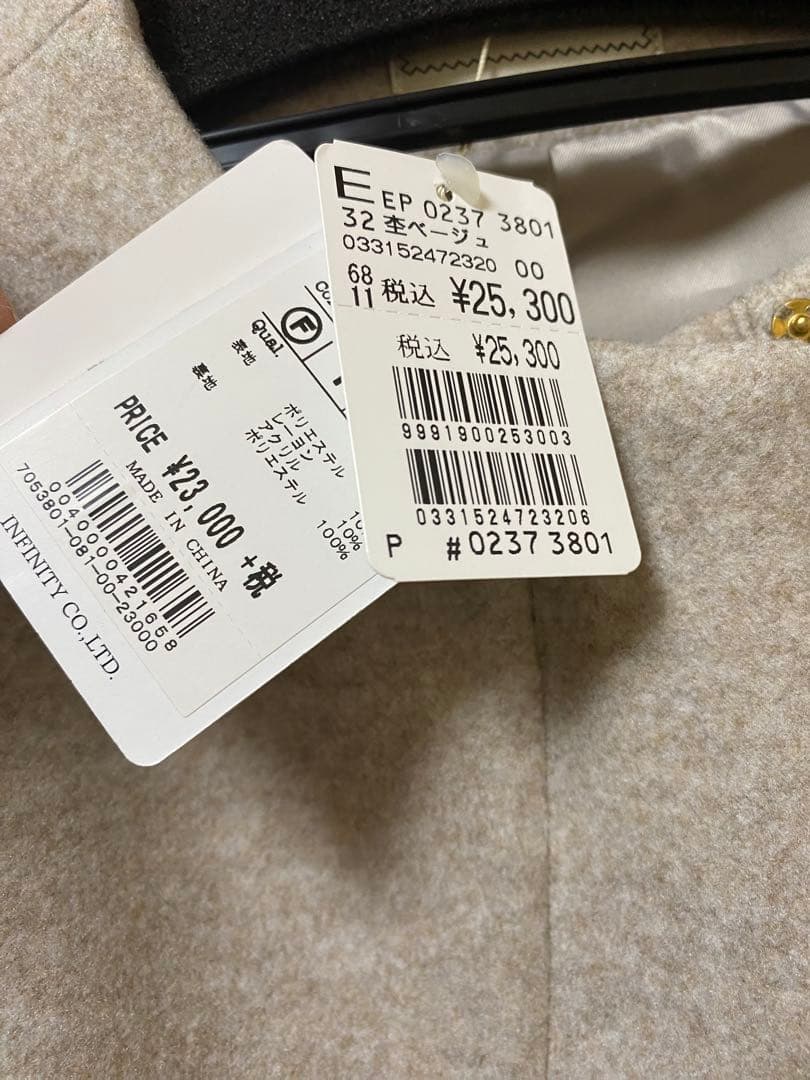 E EP 0237 3801
32 杢ベージュ
033152472320 00
68
11 税込 ¥25,300
税込 ¥25,300
9991900253003
0331524723206
P #0237 3801
F
Qual.
表地
裏地
ポリエステル
レーヨン
アクリル
ポリエステル
10%
100%
PRICE ¥23,000 +税
MADE IN CHINA
0040000421658
7053801-081-00-23000
INFINITY CO.,LTD.